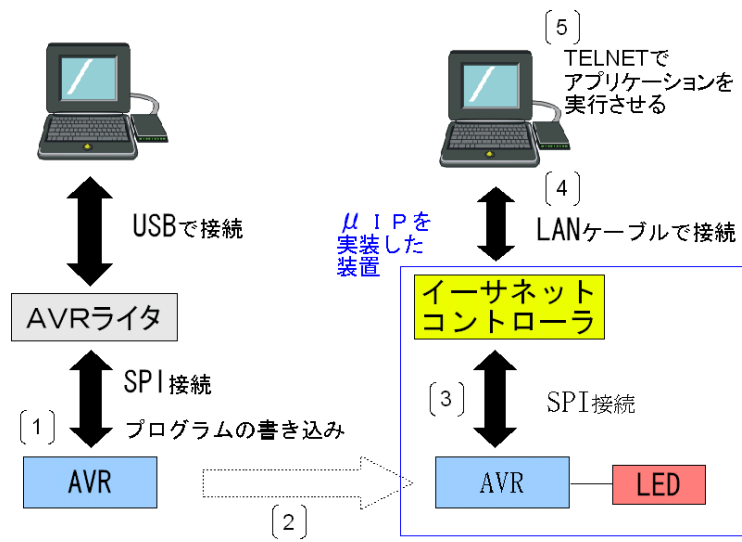 [5]
TELNETで
アプリケーションを
実行させる
[4]
USBで接続
μIPを
実装した
装置
LANケーブルで接続
AVRライタ
イーサネット
コントローラ
SPI接続
[3]
SPI接続
[1]
プログラムの書き込み
AVR
[2]
AVR
LED